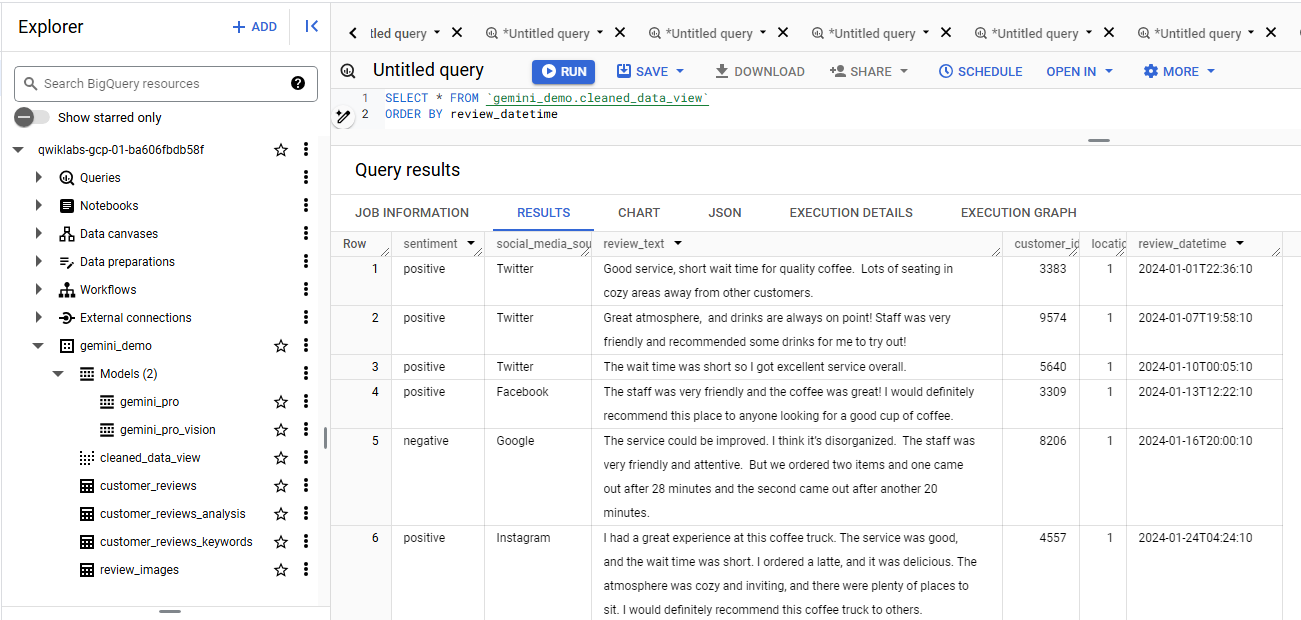 Explorer
+ ADD
Search BigQuery resources
?
Show starred only
qwiklabs-gcp-01-ba606fbdb58f
Queries
Notebooks
Data canvases
Data preparations
Workflows
External connections
gemini_demo
Models (2)
gemini_pro
gemini_pro_vision
cleaned_data_view
customer_reviews
customer_reviews_analysis
customer_reviews_keywords
review_images
tled query *Untitled query *Untitled query *Untitled query *Untitled query *Untitled query
Untitled query RUN SAVE DOWNLOAD SHARE SCHEDULE OPEN IN MORE
1 SELECT * FROM `gemini_demo.cleaned_data_view`
2 ORDER BY review_datetime
Query results
JOB INFORMATION RESULTS CHART JSON EXECUTION DETAILS EXECUTION GRAPH
Row sentiment social_media_sou review_text customer_id locatio review_datetime
1 positive Twitter Good service, short wait time for quality coffee.  Lots of seating in 3383 1 2024-01-01T22:36:10
cozy areas away from other customers.
2 positive Twitter Great atmosphere,  and drinks are always on point! Staff was very 9574 1 2024-01-07T19:58:10
friendly and recommended some drinks for me to try out!
3 positive Twitter The wait time was short so I got excellent service overall. 5640 1 2024-01-10T00:05:10
4 positive Facebook The staff was very friendly and the coffee was great! I would definitely 3309 1 2024-01-13T12:22:10
recommend this place to anyone looking for a good cup of coffee.
5 negative Google The service could be improved. I think it's disorganized.  The staff was 8206 1 2024-01-16T20:00:10
very friendly and attentive.  But we ordered two items and one came
out after 28 minutes and the second came out after another 20
minutes.
6 positive Instagram I had a great experience at this coffee truck. The service was good, 4557 1 2024-01-24T04:24:10
and the wait time was short. I ordered a latte, and it was delicious. The
atmosphere was cozy and inviting, and there were plenty of places to
sit. I would definitely recommend this coffee truck to others.